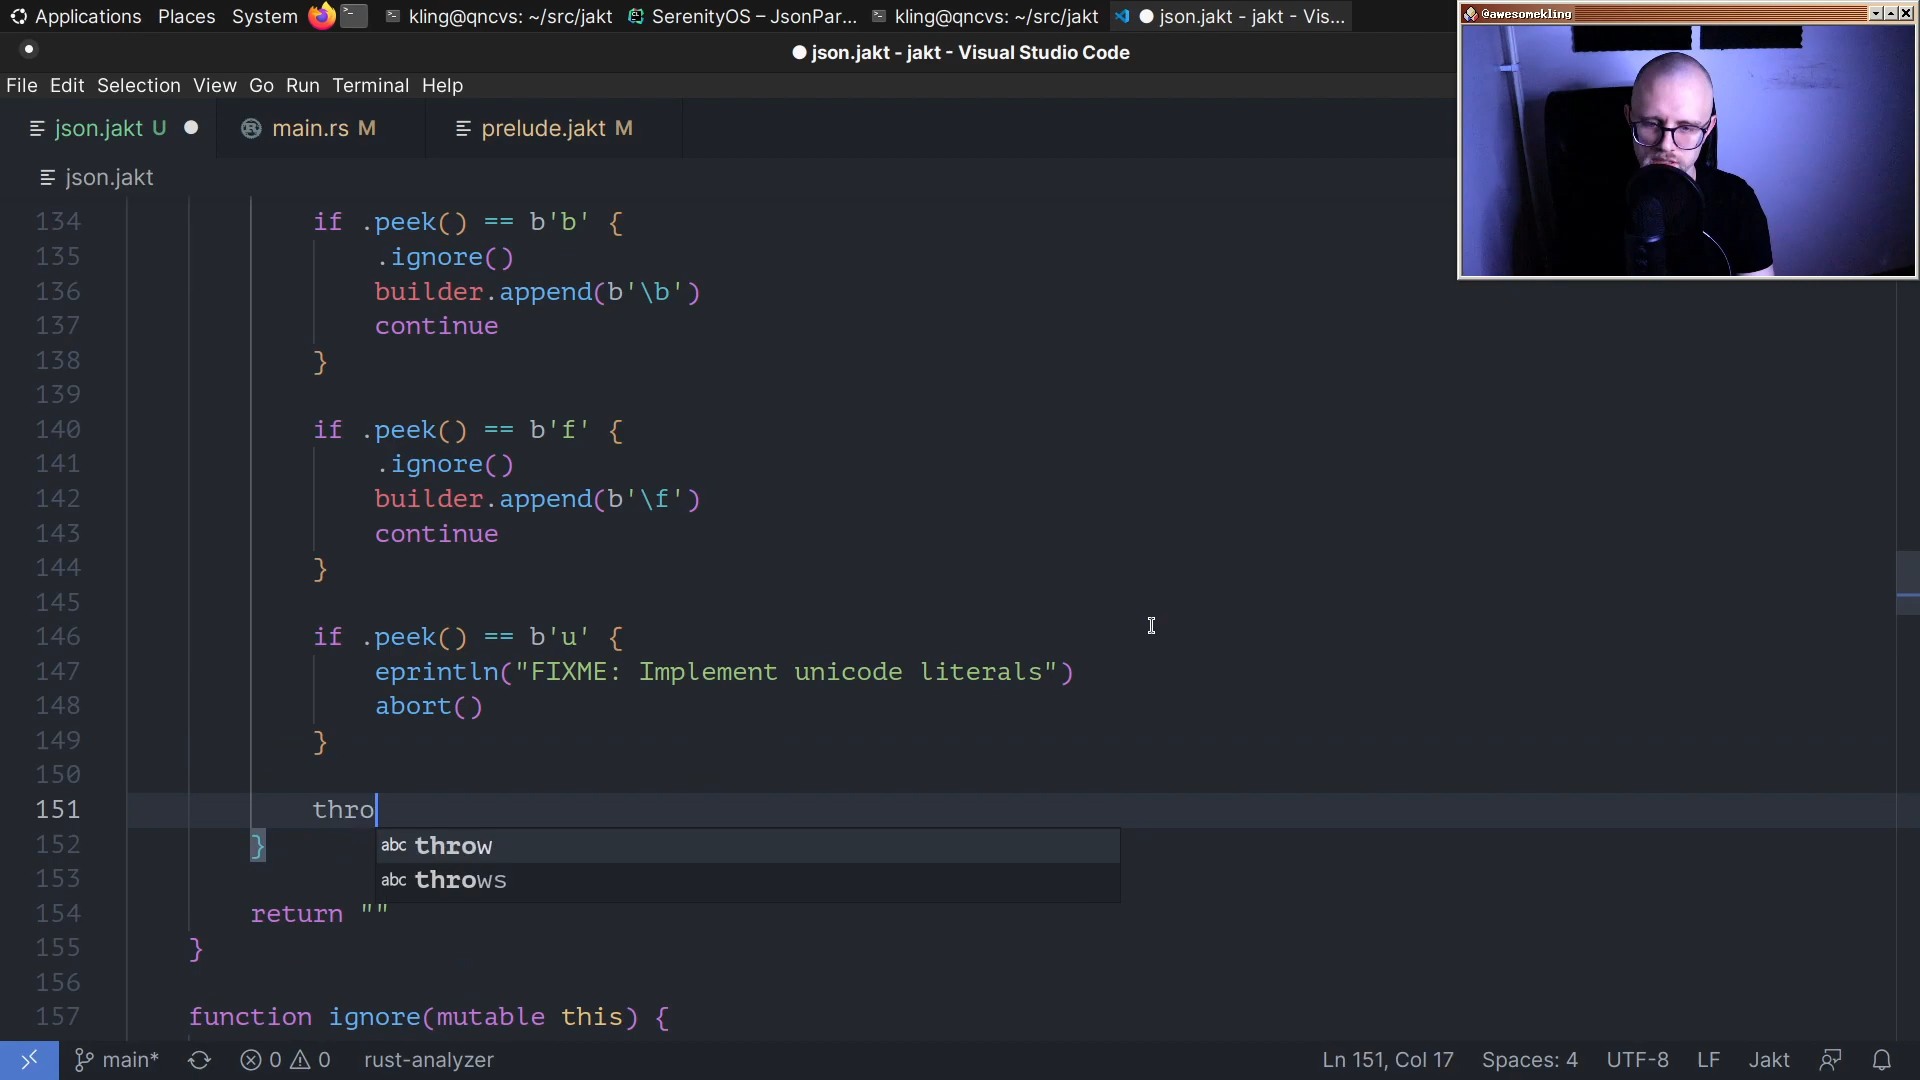 Applications Places System kling@qncvs: ~/src/jakt SerenityOS – JsonPar... kling@qncvs: ~/src/jakt json.jakt - jakt - Vis...
@awesomekling
json.jakt - jakt - Visual Studio Code
File Edit Selection View Go Run Terminal Help
json.jakt U main.rs M prelude.jakt M
json.jakt
134 if .peek() == b'b' {
135 .ignore()
136 builder.append(b'\b')
137 continue
138 }
139
140 if .peek() == b'f' {
141 .ignore()
142 builder.append(b'\f')
143 continue
144 }
145
146 if .peek() == b'u' {
147 eprintln("FIXME: Implement unicode literals")
148 abort()
149 }
150
151 thro
152 } abc throw
153 abc throws
154 return ""
155 }
156
157 function ignore(mutable this) {
main* 0 0 rust-analyzer Ln 151, Col 17 Spaces: 4 UTF-8 LF Jakt